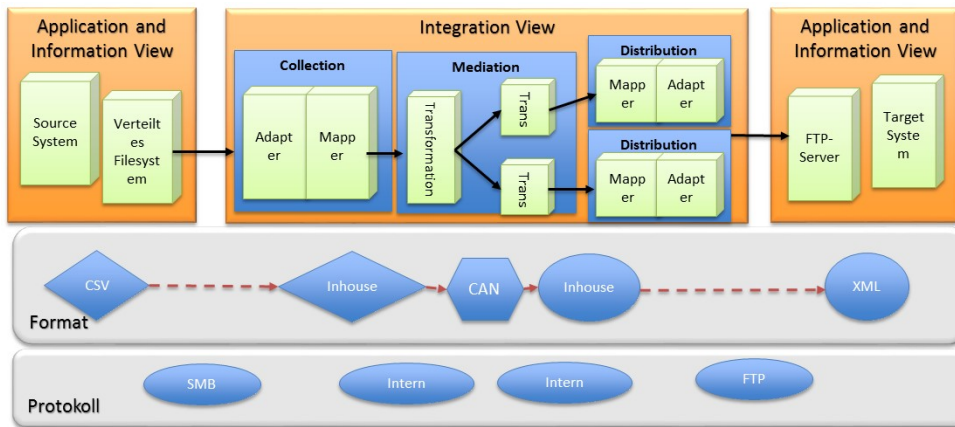 Application and
Information View
Source
System
Verteilt
es
Filesyst
em
Integration View
Collection
Adapt
er
Mapp
er
Mediation
Transformation
Trans
Trans
Distribution
Mapp
er
Adapt
er
Distribution
Mapp
er
Adapt
er
Application and
Information View
FTP-
Server
Target
Syste
m
CSV
Inhouse
CAN
Inhouse
XML
Format
SMB
Intern
Intern
FTP
Protokoll